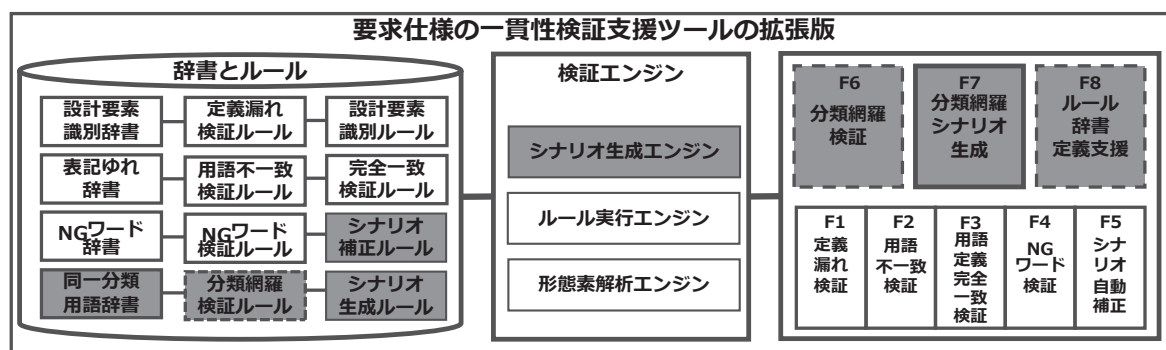 要求仕様の一貫性検証支援ツールの拡張版
辞書とルール
設計要素
識別辞書
定義漏れ
検証ルール
設計要素
識別ルール
表記ゆれ
辞書
用語不一致
検証ルール
完全一致
検証ルール
NGワード
辞書
NGワード
検証ルール
シナリオ
補正ルール
同一分類
用語辞書
分類網羅
検証ルール
シナリオ
生成ルール
検証エンジン
シナリオ生成エンジン
ルール実行エンジン
形態素解析エンジン
F6
分類網羅
検証
F7
分類網羅
シナリオ
生成
F8
ルール
辞書
定義支援
F1
定義
漏れ
検証
F2
用語
不一致
検証
F3
用語
定義
完全
一致
検証
F4
NG
ワード
検証
F5
シナ
リオ
自動
補正